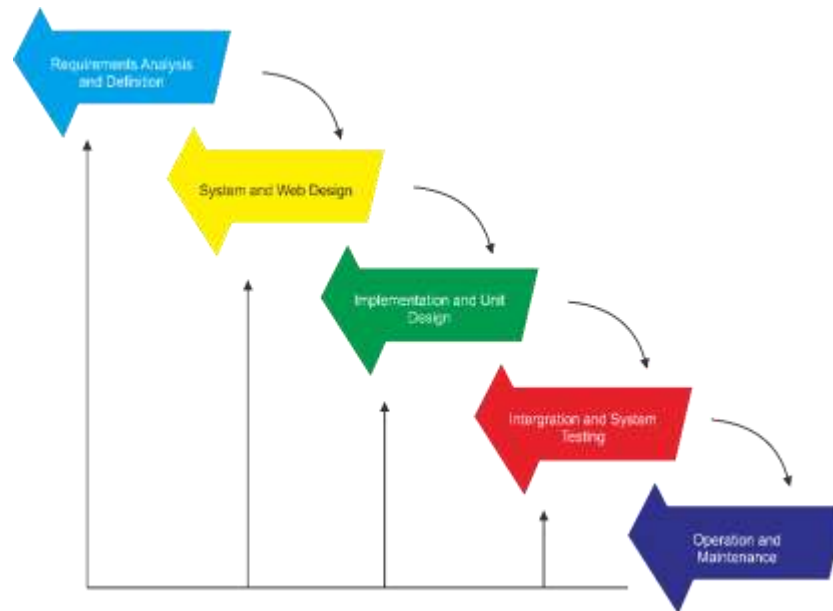 Requirements Analysis
and Definition
System and Web Design
Implementation and Unit
Design
Intergration and System
Testing
Operation and
Maintenance